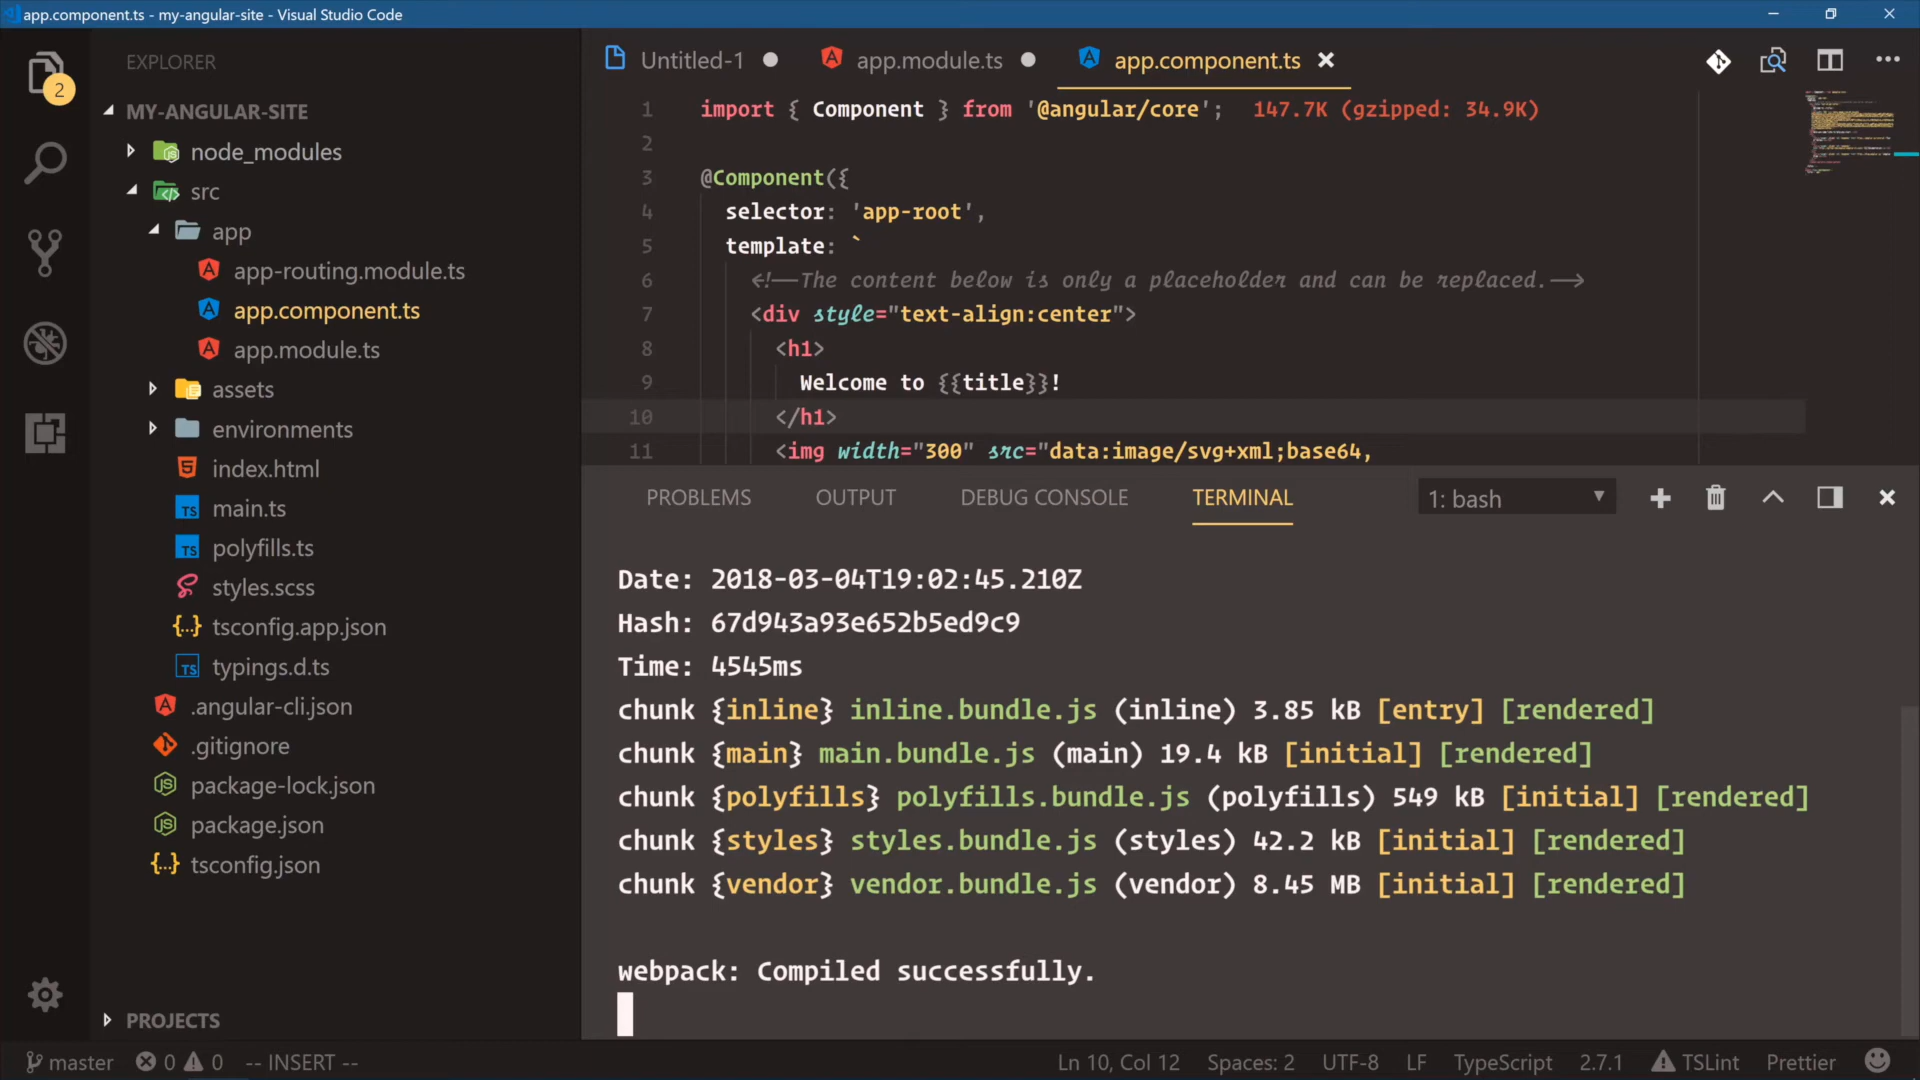 app.component.ts - my-angular-site - Visual Studio Code
2
EXPLORER
MY-ANGULAR-SITE
node_modules
src
app
app-routing.module.ts
app.component.ts
app.module.ts
assets
environments
index.html
main.ts
polyfills.ts
styles.scss
tsconfig.app.json
typings.d.ts
.angular-cli.json
.gitignore
package-lock.json
package.json
tsconfig.json
PROJECTS
Untitled-1
app.module.ts
app.component.ts
1 import { Component } from '@angular/core'; 147.7K (gzipped: 34.9K)
2
3 @Component({
4 selector: 'app-root',
5 template: `
6 <!--The content below is only a placeholder and can be replaced.-->
7 <div style="text-align:center">
8 <h1>
9 Welcome to {{title}}!
10 </h1>
11 <img width="300" src="data:image/svg+xml;base64,
PROBLEMS OUTPUT DEBUG CONSOLE TERMINAL 1: bash
Date: 2018-03-04T19:02:45.210Z
Hash: 67d943a93e652b5ed9c9
Time: 4545ms
chunk {inline} inline.bundle.js (inline) 3.85 kB [entry] [rendered]
chunk {main} main.bundle.js (main) 19.4 kB [initial] [rendered]
chunk {polyfills} polyfills.bundle.js (polyfills) 549 kB [initial] [rendered]
chunk {styles} styles.bundle.js (styles) 42.2 kB [initial] [rendered]
chunk {vendor} vendor.bundle.js (vendor) 8.45 MB [initial] [rendered]
webpack: Compiled successfully.
master 0 0 -- INSERT -- Ln 10, Col 12 Spaces: 2 UTF-8 LF TypeScript 2.7.1 TSLint Prettier